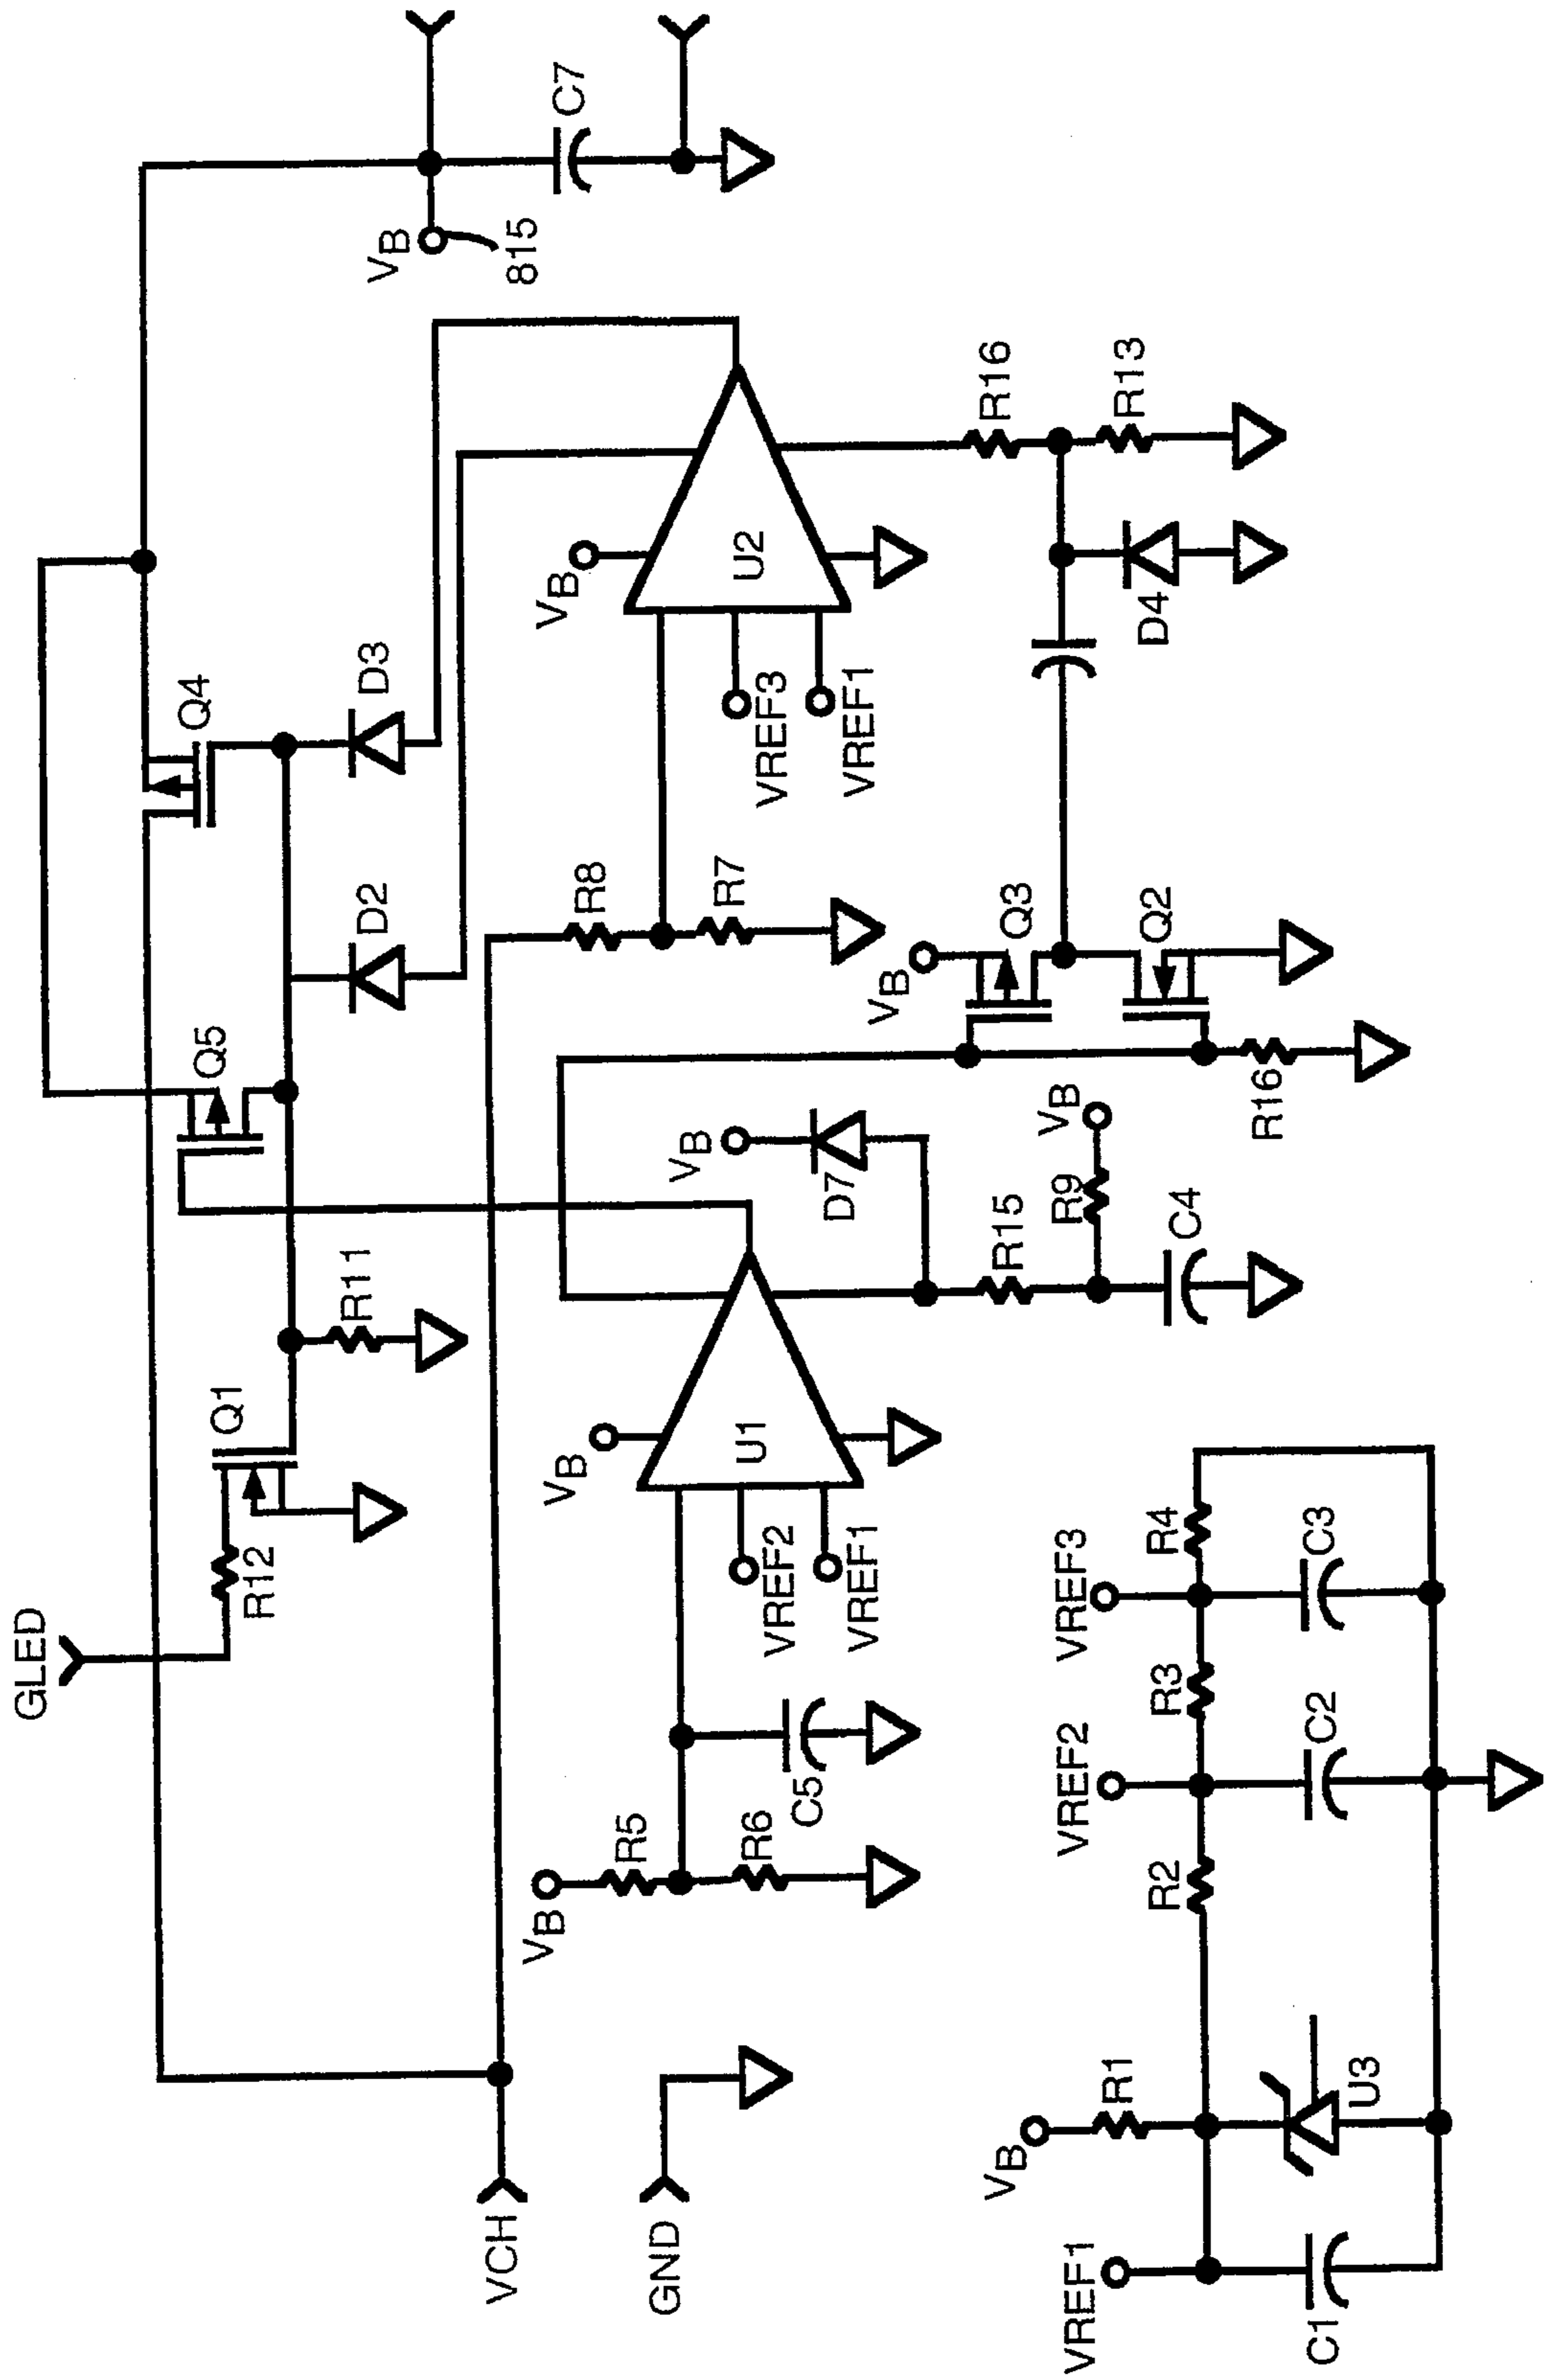 GLED
R12
Q1
R11
Q5
D2
D3
Q4
VB
815
C7
VCH
GND
VB
R5
R6
C5
VB
U1
VREF2
VREF1
R8
R7
VB
U2
VREF3
VREF1
VB
D7
R15
R9
VB
C4
VB
Q3
Q2
R16
D4
R16
R13
VREF1
C1
VB
R1
U3
R2
VREF2
C2
R3
VREF3
C3
R4